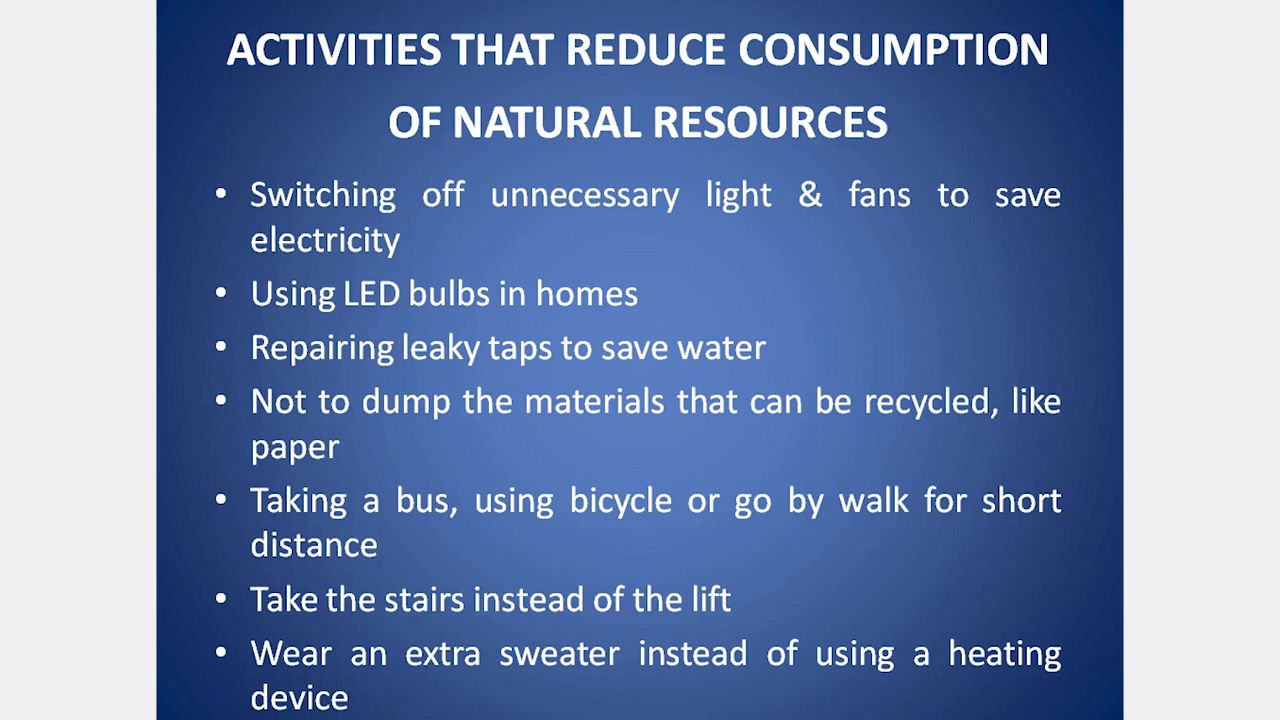 ACTIVITIES THAT REDUCE CONSUMPTION
OF NATURAL RESOURCES
• Switching off unnecessary light & fans to save
electricity
• Using LED bulbs in homes
• Repairing leaky taps to save water
• Not to dump the materials that can be recycled, like
paper
• Taking a bus, using bicycle or go by walk for short
distance
• Take the stairs instead of the lift
• Wear an extra sweater instead of using a heating
device